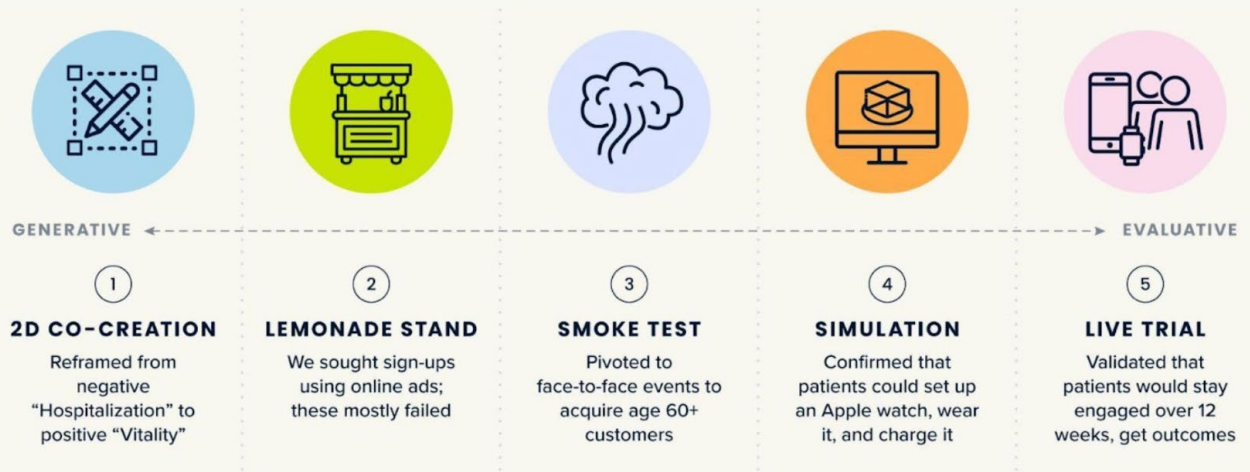 GENERATIVE
EVALUATIVE
1
2D CO-CREATION
Reframed from
negative
“Hospitalization” to
positive “Vitality”
2
LEMONADE STAND
We sought sign-ups
using online ads;
these mostly failed
3
SMOKE TEST
Pivoted to
face-to-face events to
acquire age 60+
customers
4
SIMULATION
Confirmed that
patients could set up
an Apple watch, wear
it, and charge it
5
LIVE TRIAL
Validated that
patients would stay
engaged over 12
weeks, get outcomes